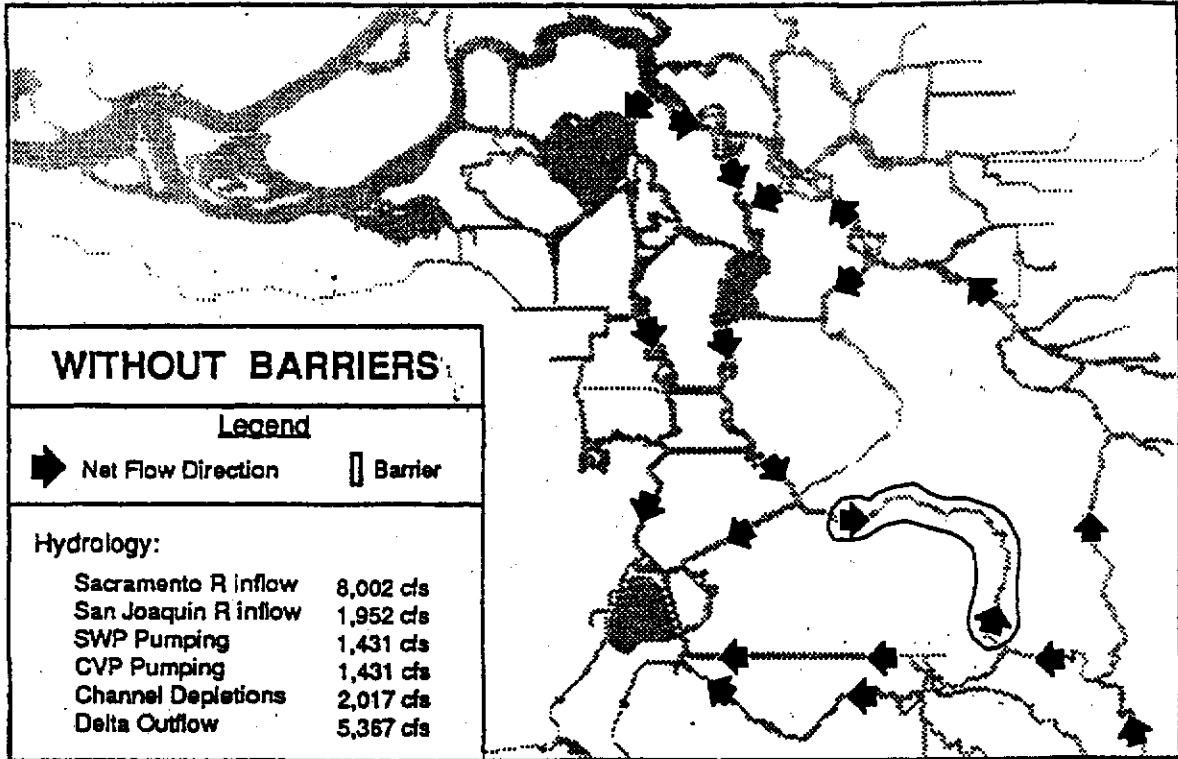 WITHOUT BARRIERS
Legend
Net Flow Direction
Barrier
Hydrology:
Sacramento R inflow 8,002 cfs
San Joaquin R inflow 1,952 cfs
SWP Pumping 1,431 cfs
CVP Pumping 1,431 cfs
Channel Depletions 2,017 cfs
Delta Outflow 5,367 cfs